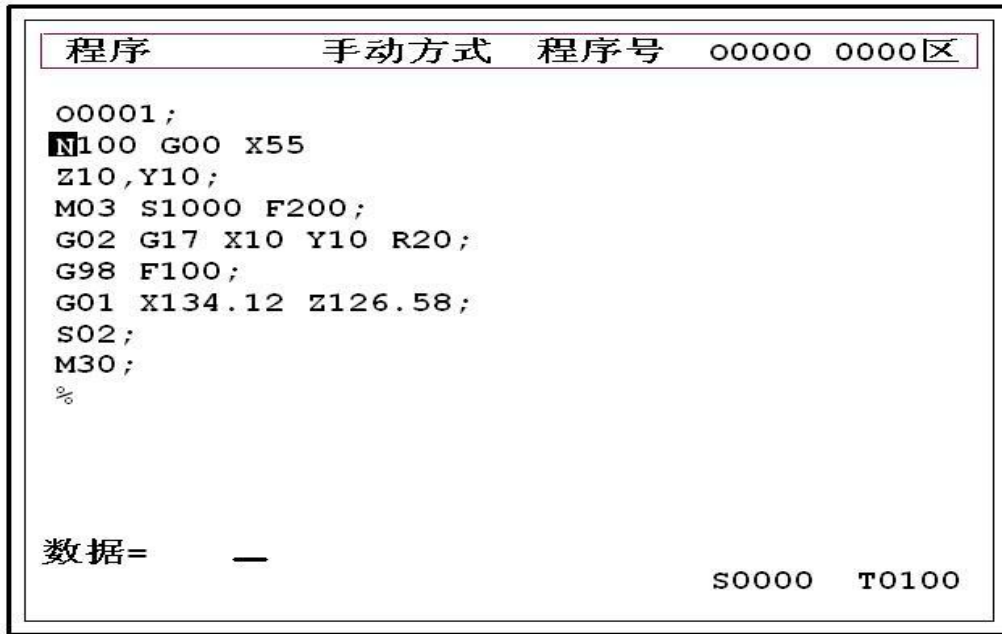 程序 手动方式 程序号 O0000 0000区
O0001;
N100 G00 X55
Z10,Y10;
M03 S1000 F200;
G02 G17 X10 Y10 R20;
G98 F100;
G01 X134.12 Z126.58;
S02;
M30;
%
数据= _
S0000 T0100